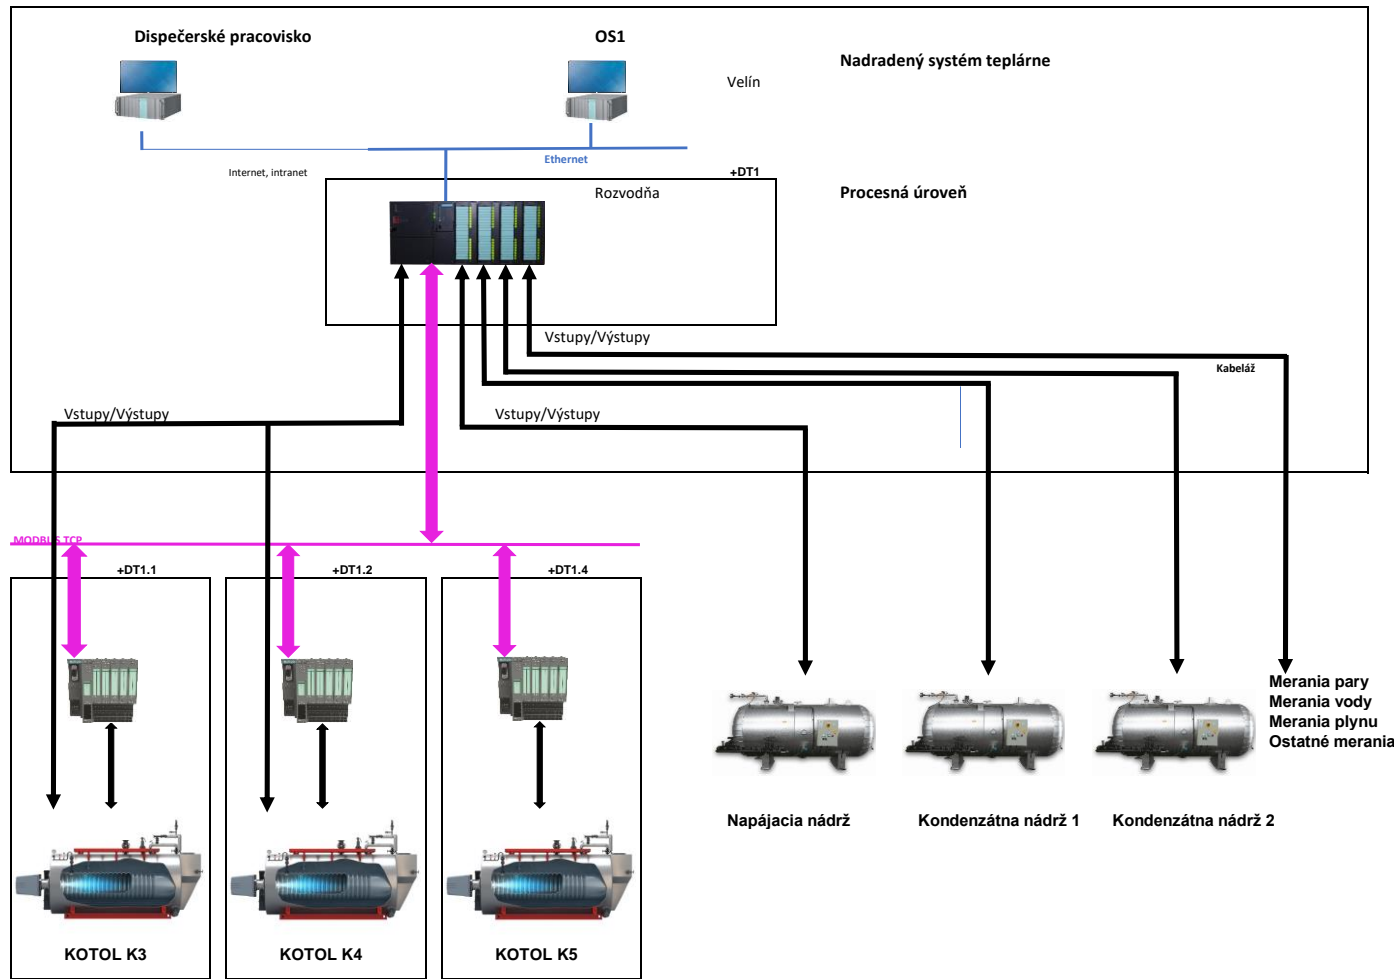 Dispečerské pracovisko
OS1
Nadradený systém teplárne
Velín
Ethernet
Internet, intranet
+DT1
Rozvodňa
Procesná úroveň
Vstupy/Výstupy
Kabeláž
Vstupy/Výstupy
Vstupy/Výstupy
MODBUS TCP
+DT1.1
+DT1.2
+DT1.4
Merania pary
Merania vody
Merania plynu
Ostatné merania
Napájacia nádrž
Kondenzátna nádrž 1
Kondenzátna nádrž 2
KOTOL K3
KOTOL K4
KOTOL K5